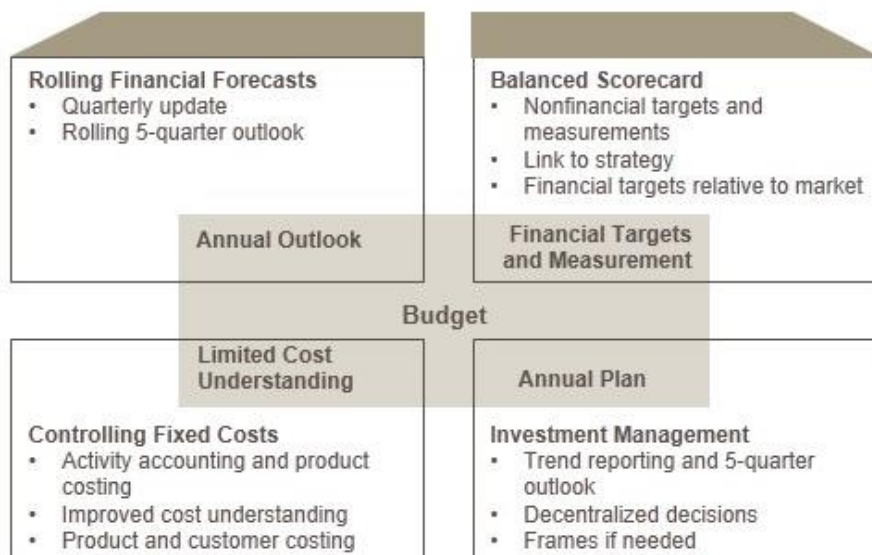 Rolling Financial Forecasts
• Quarterly update
• Rolling 5-quarter outlook
Annual Outlook
Balanced Scorecard
• Nonfinancial targets and
measurements
• Link to strategy
• Financial targets relative to market
Financial Targets
and Measurement
Budget
Limited Cost
Understanding
Controlling Fixed Costs
• Activity accounting and product
costing
• Improved cost understanding
• Product and customer costing
Annual Plan
Investment Management
• Trend reporting and 5-quarter
outlook
• Decentralized decisions
• Frames if needed